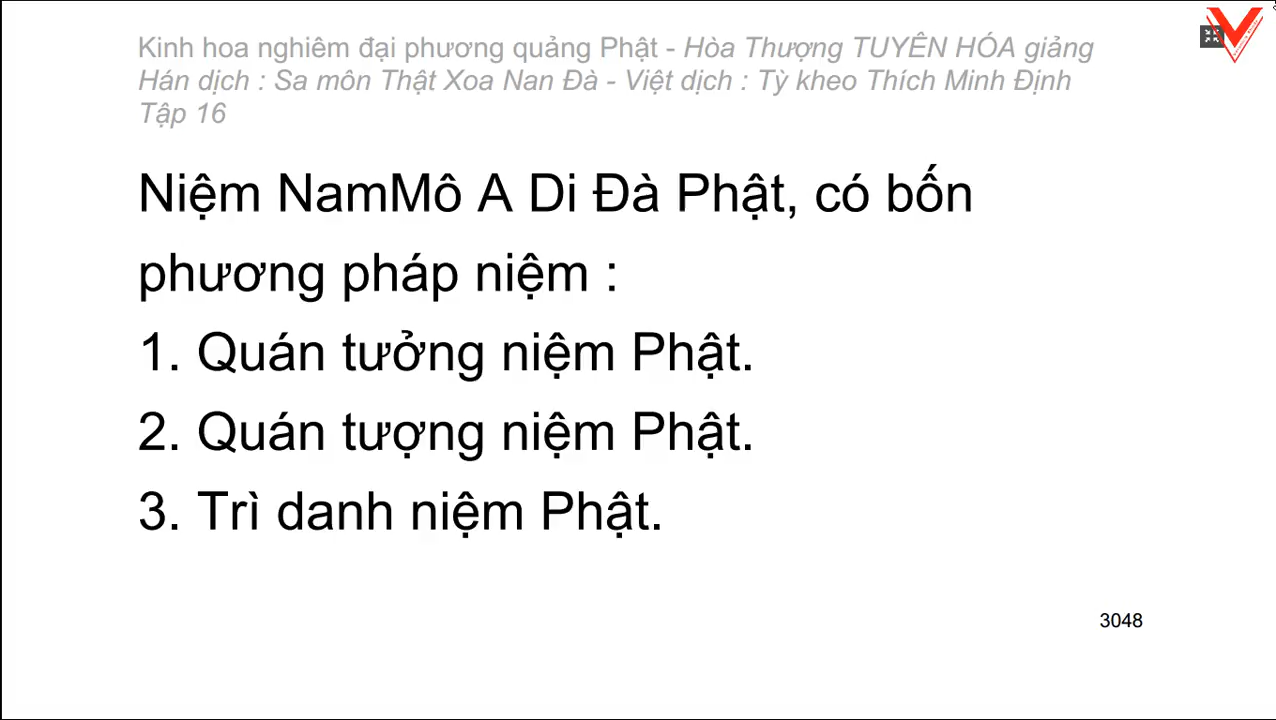 Kinh hoa nghiêm đại phương quảng Phật - Hòa Thượng TUYÊN HÓA giảng
Hán dịch : Sa môn Thật Xoa Nan Đà - Việt dịch : Tỳ kheo Thích Minh Định
Tập 16
Niệm NamMô A Di Đà Phật, có bốn
phương pháp niệm :
1. Quán tưởng niệm Phật.
2. Quán tượng niệm Phật.
3. Trì danh niệm Phật.
3048